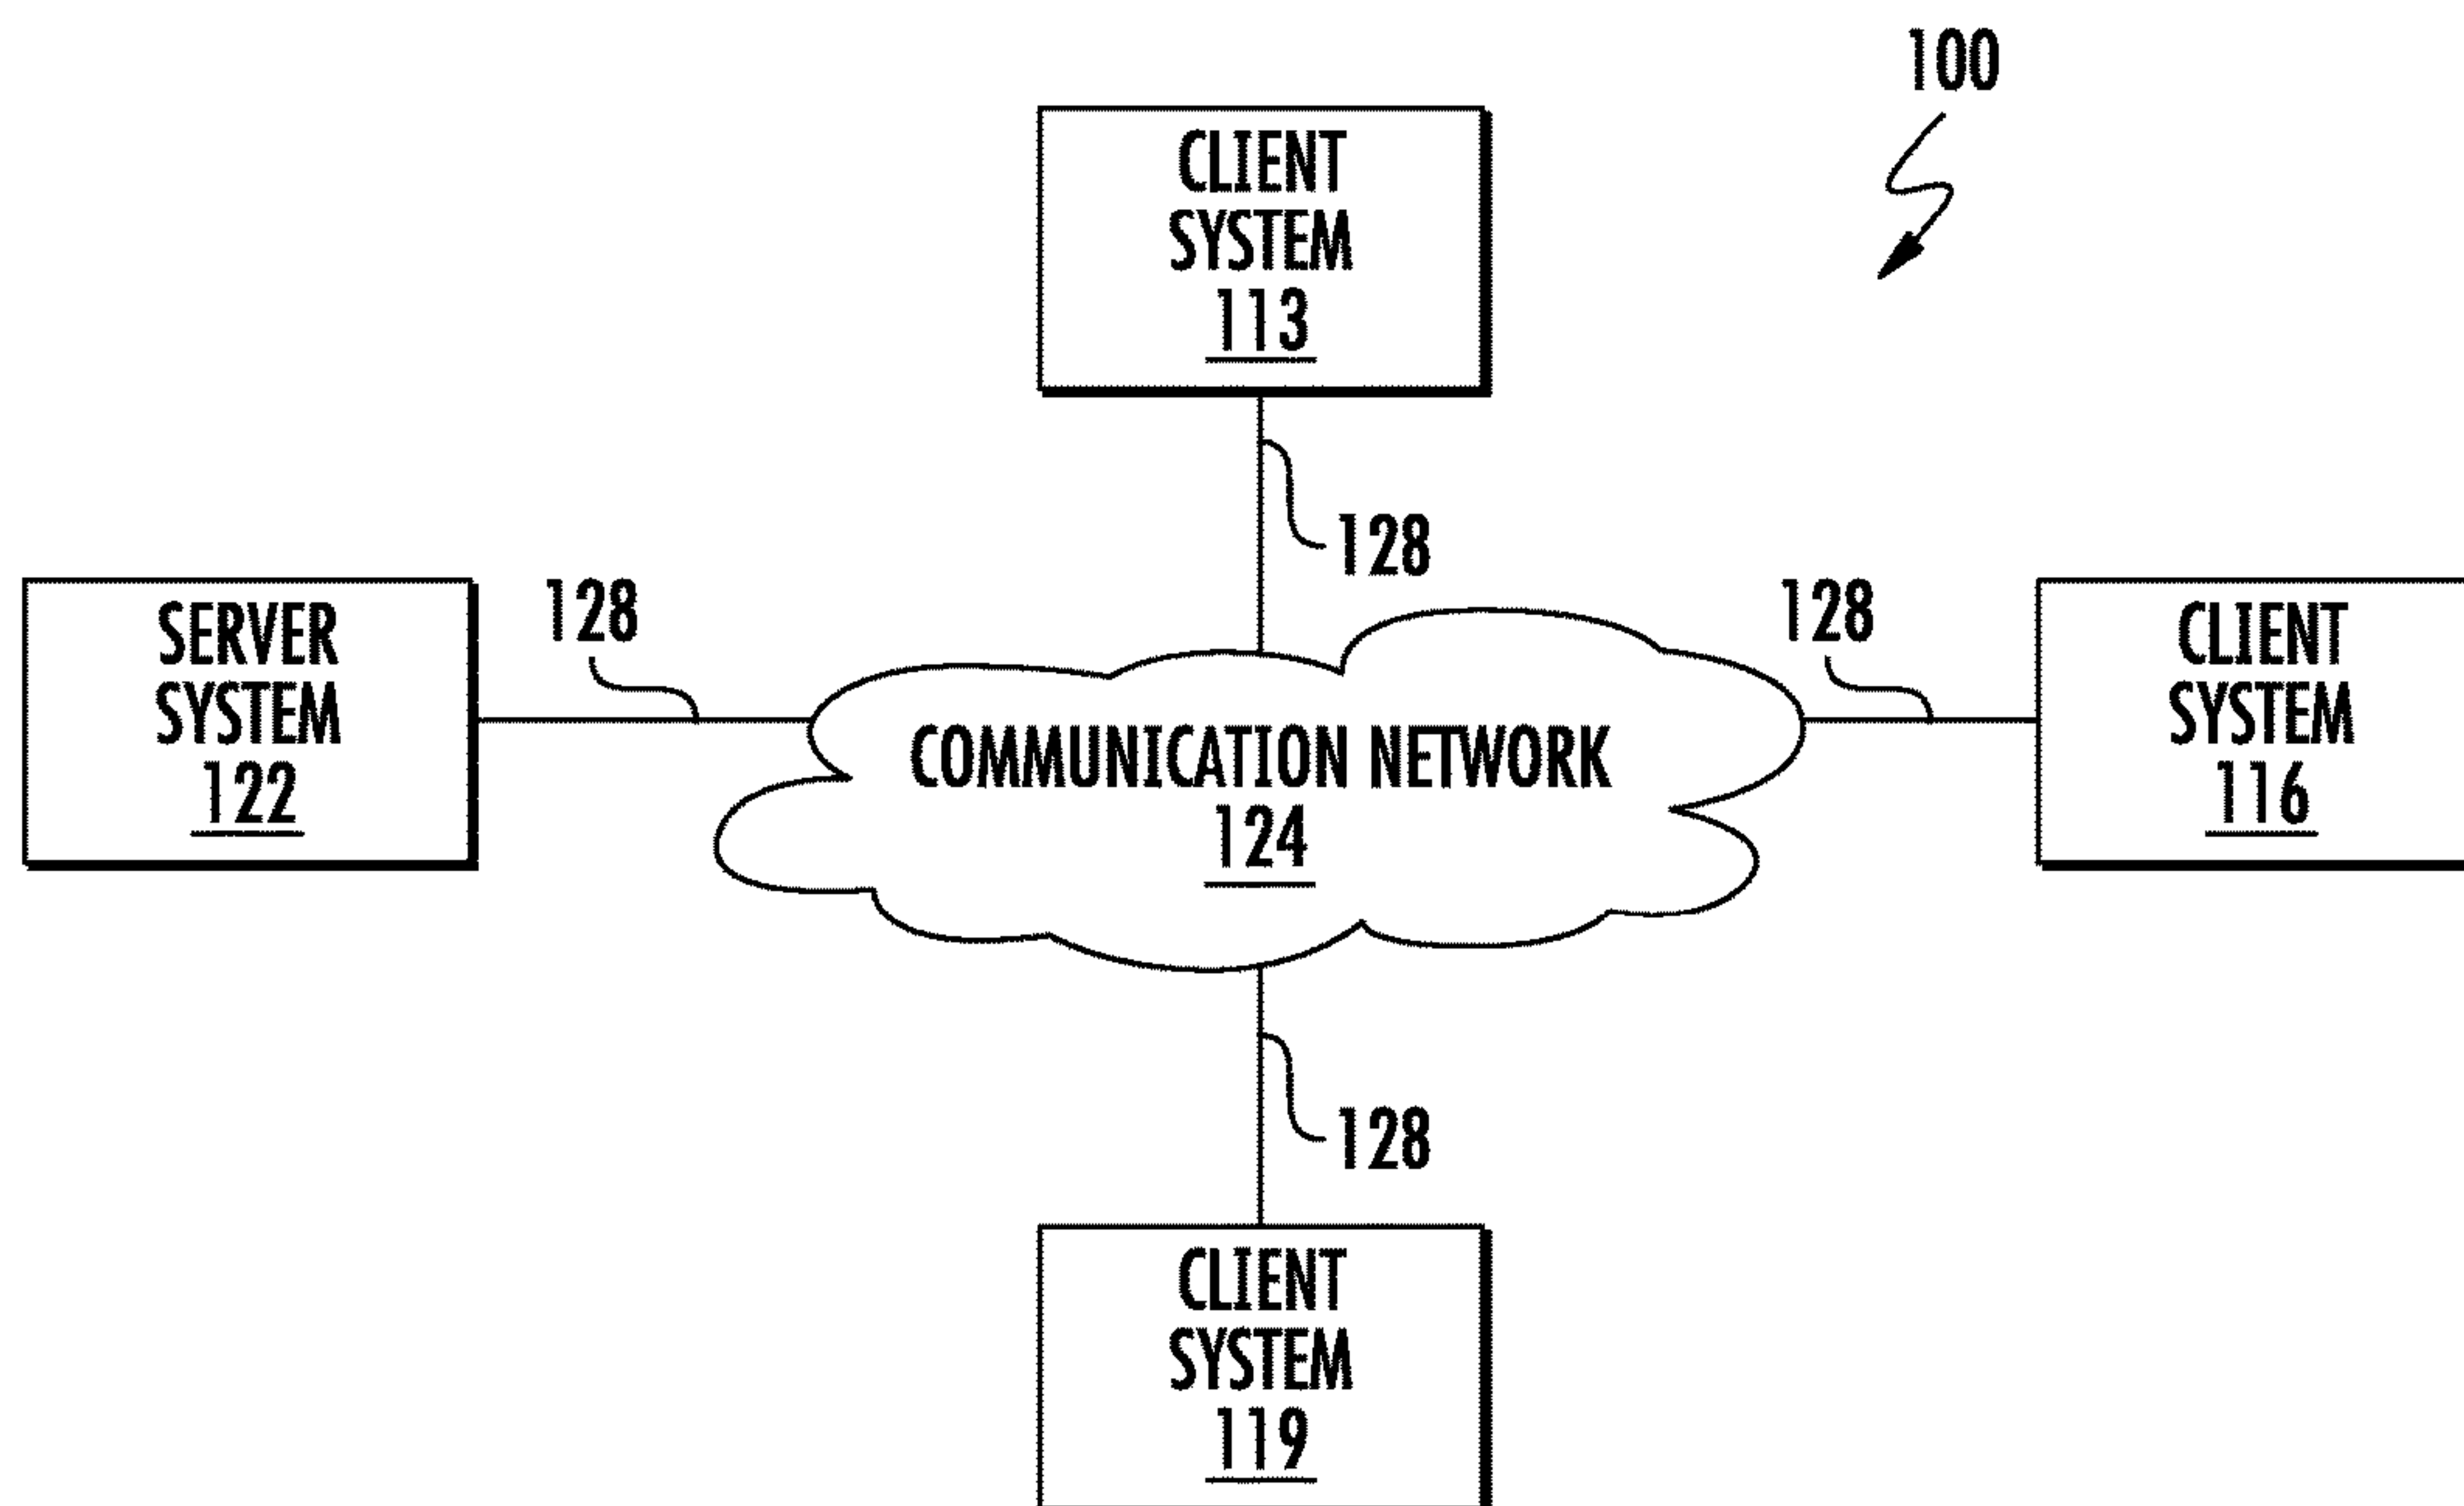 100
CLIENT
SYSTEM
113
128
SERVER
SYSTEM
122
128
128
CLIENT
SYSTEM
116
COMMUNICATION NETWORK
124
128
CLIENT
SYSTEM
119